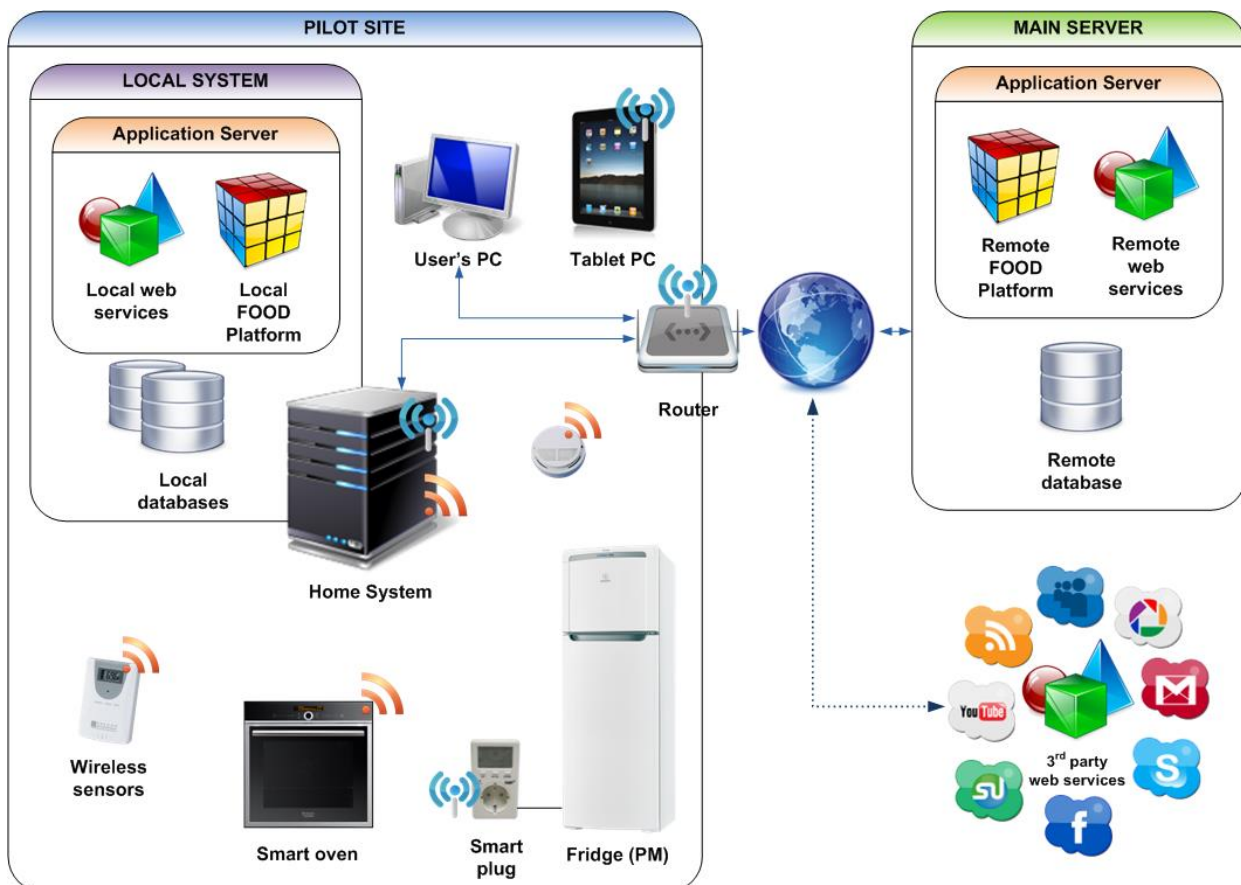 PILOT SITE
LOCAL SYSTEM
Application Server
Local web
services
Local
FOOD
Platform
Local
databases
Home System
User's PC
Tablet PC
Router
Wireless
sensors
Smart oven
Smart
plug
Fridge (PM)
MAIN SERVER
Application Server
Remote
FOOD
Platform
Remote
web
services
Remote
database
YouTube
3rd party
web services